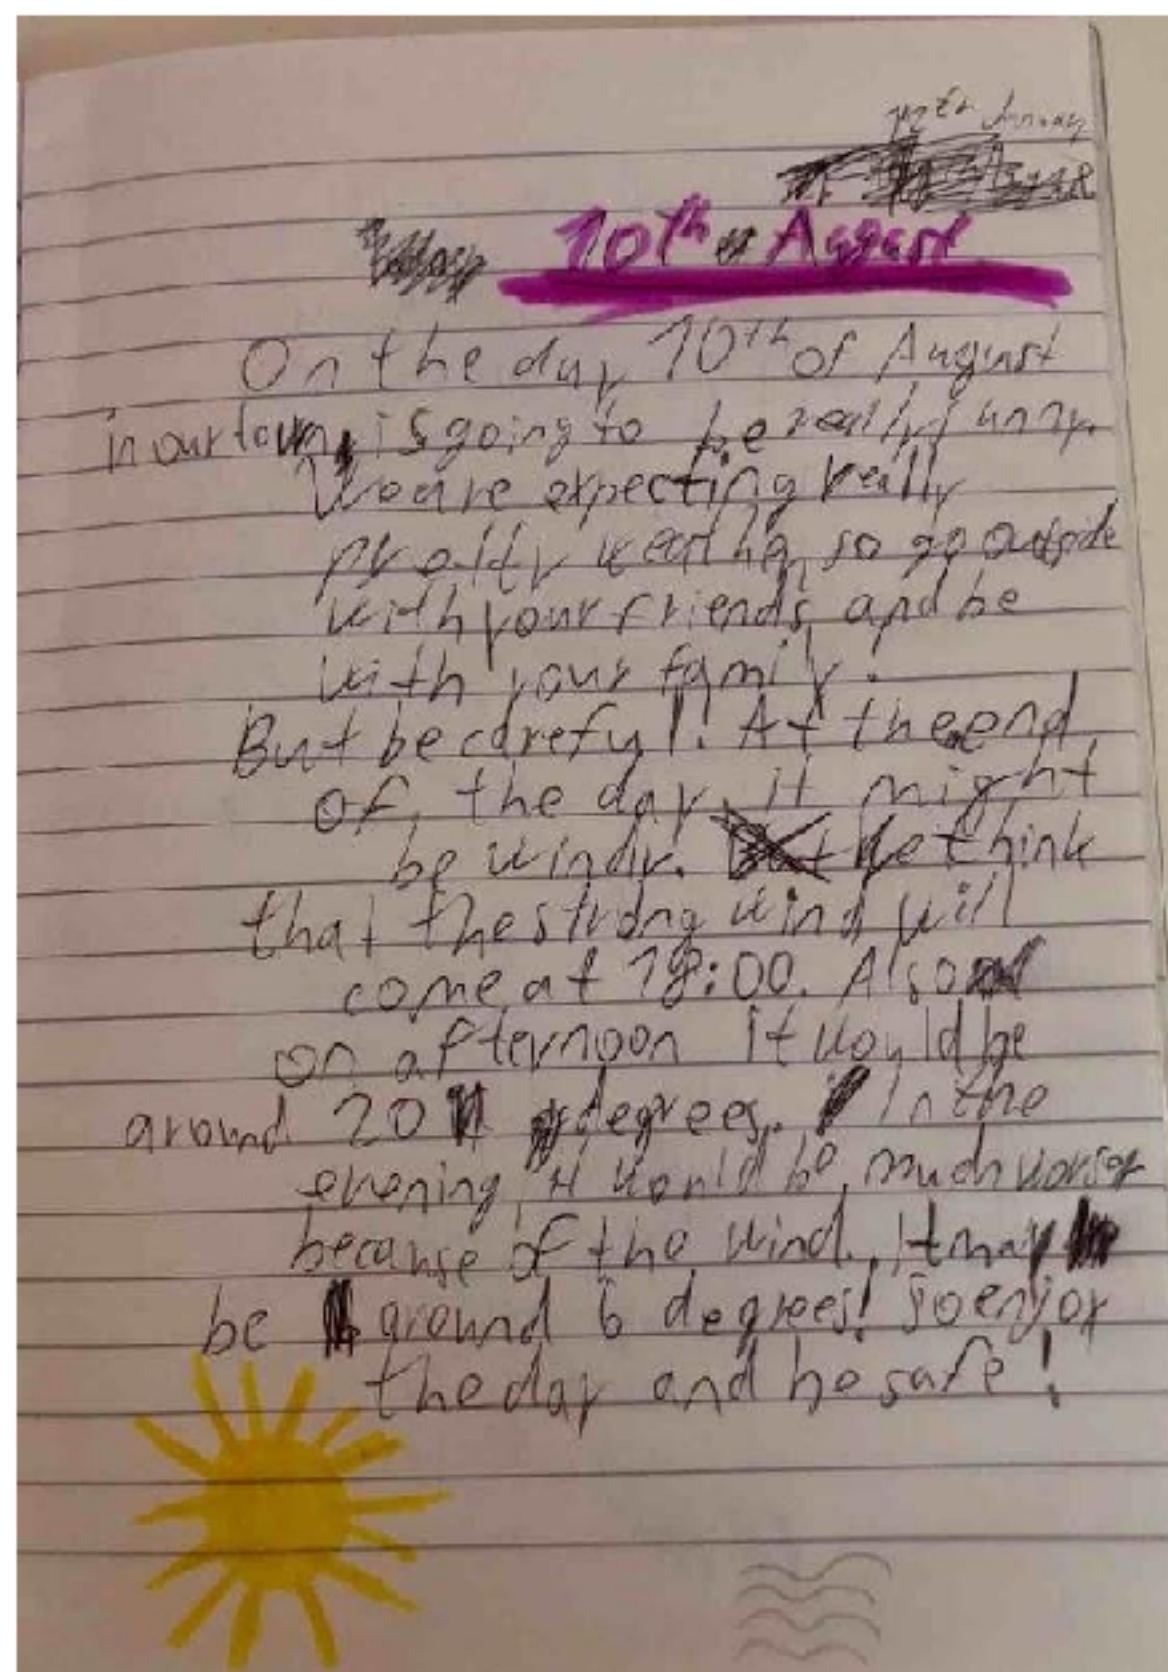 10th August
On the day 10th of August
in our town, is going to be really sunny.
We are expecting really
pretty weather, so go outside
with your friends, and be
with your family.
But be careful! At the end
of, the day, it might
be windy. We think
that the strong wind will
come at 18:00. Also
on afternoon it would be
around 20 degrees. In the
evening, it would be much worser
because of the wind. It may
be around 6 degrees! So enjoy
the day and be safe!